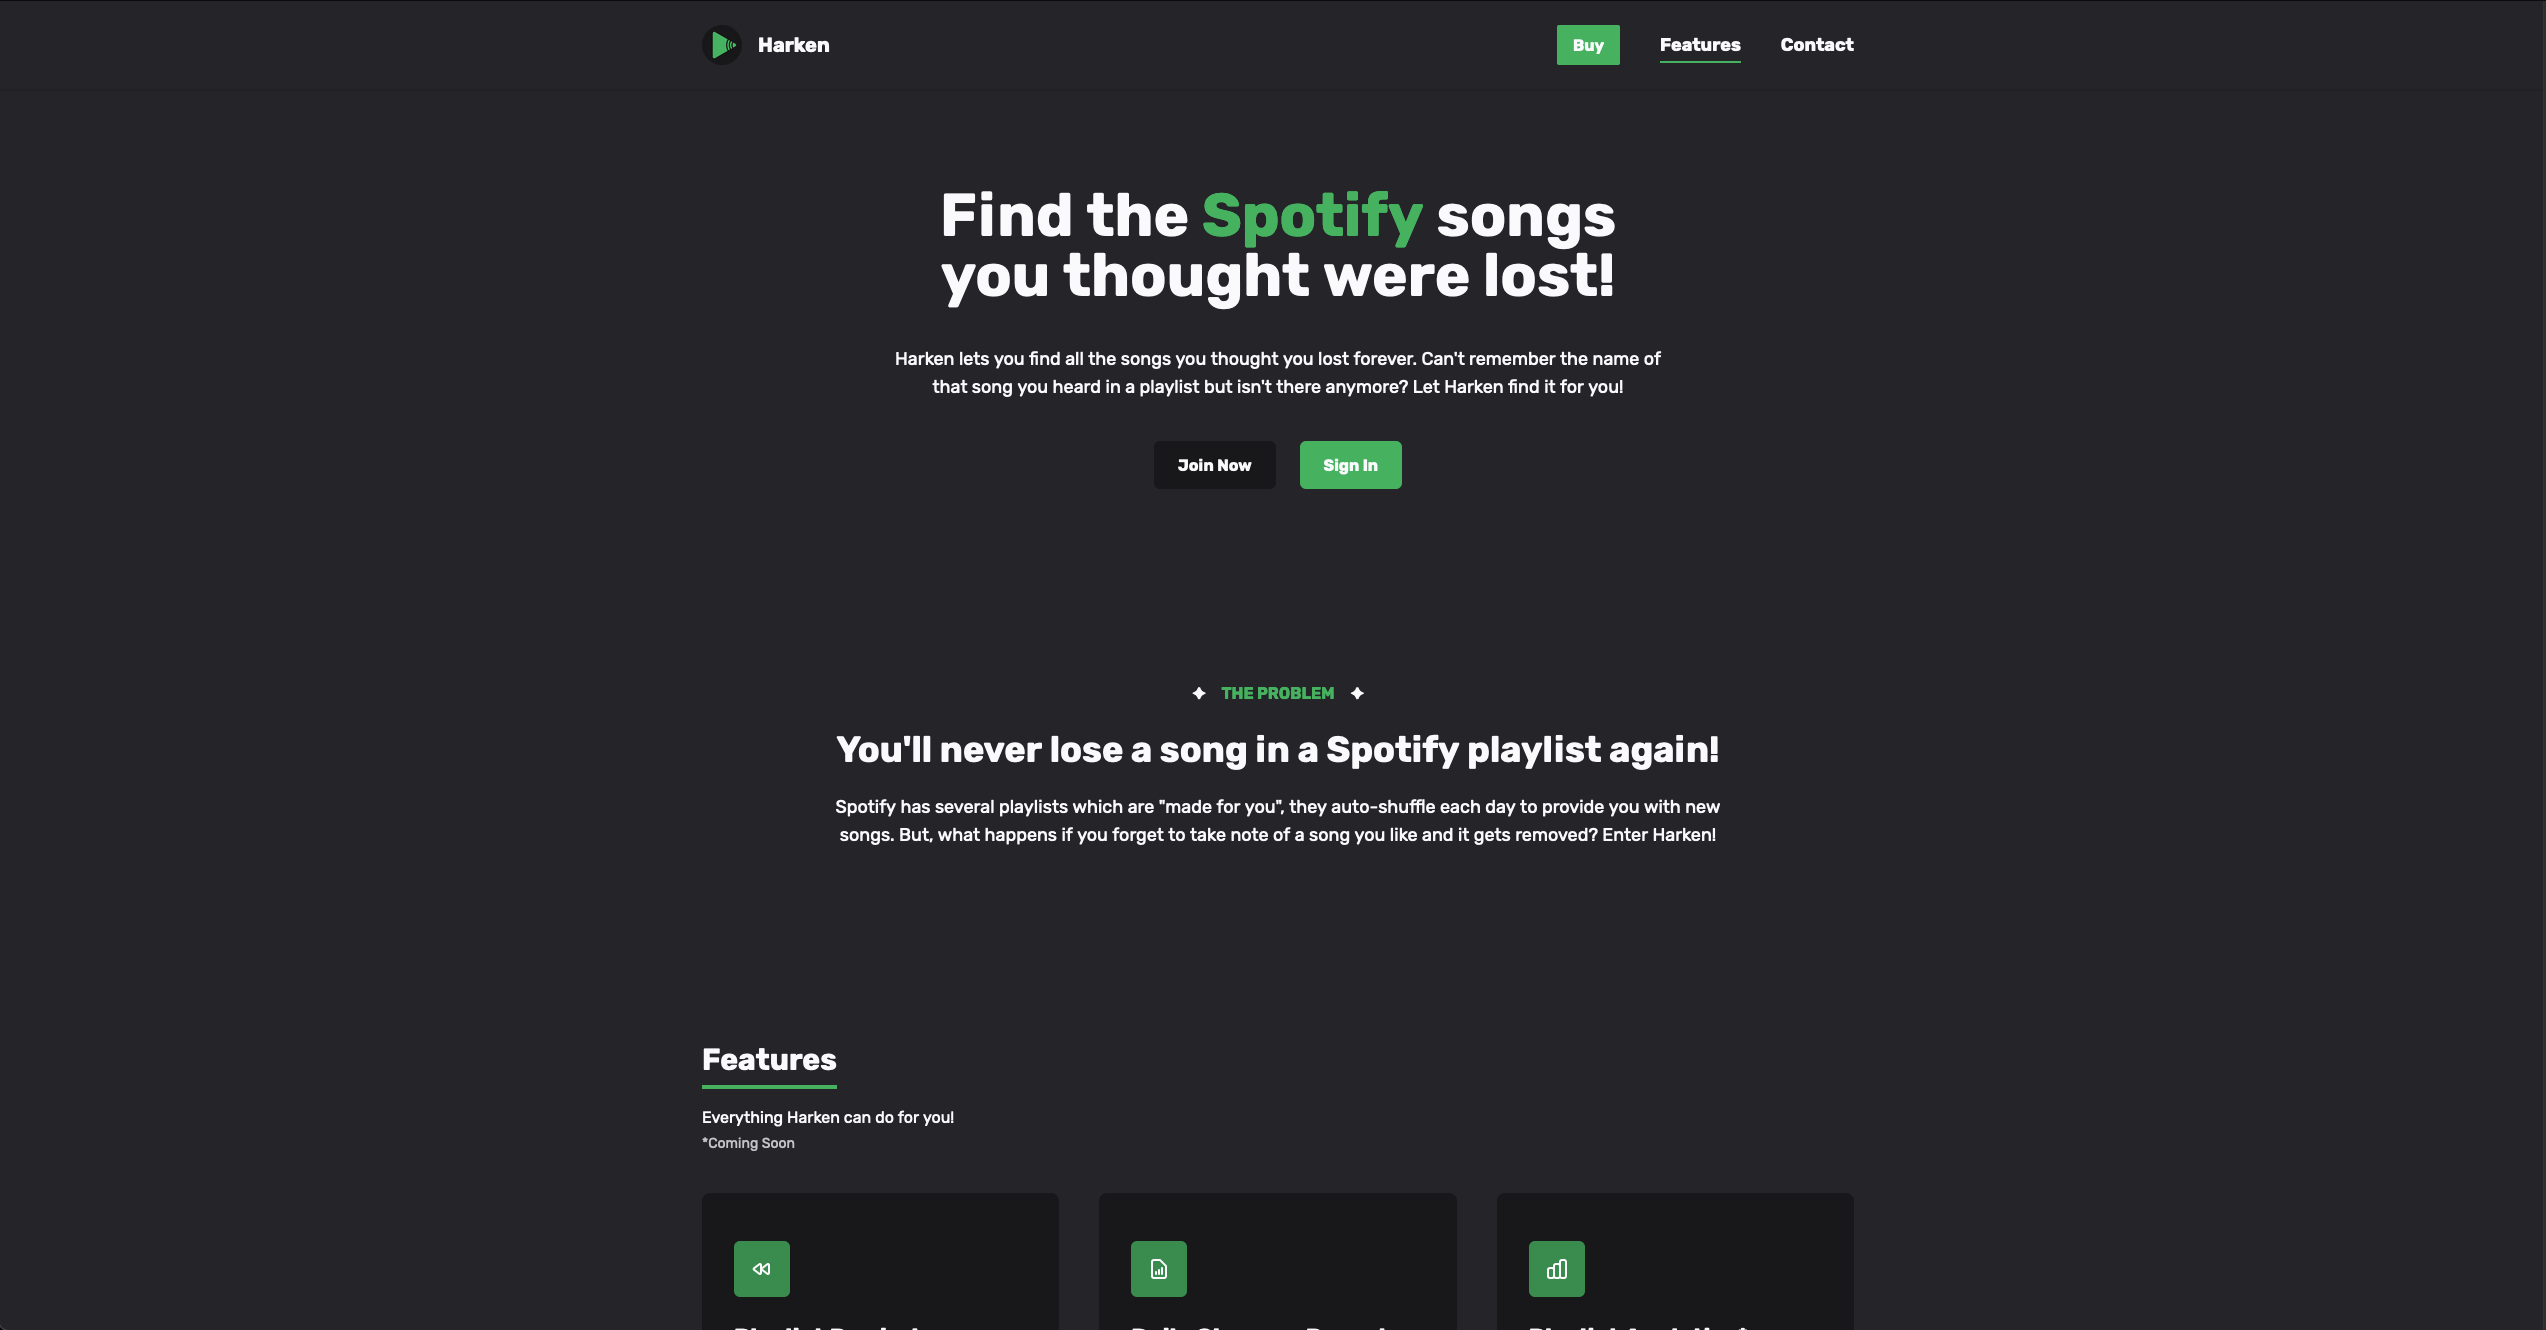 Harken
Buy
Features
Contact
Find the Spotify songs
you thought were lost!
Harken lets you find all the songs you thought you lost forever. Can't remember the name of
that song you heard in a playlist but isn't there anymore? Let Harken find it for you!
Join Now
Sign In
THE PROBLEM
You'll never lose a song in a Spotify playlist again!
Spotify has several playlists which are "made for you", they auto-shuffle each day to provide you with new
songs. But, what happens if you forget to take note of a song you like and it gets removed? Enter Harken!
Features
Everything Harken can do for you!
*Coming Soon